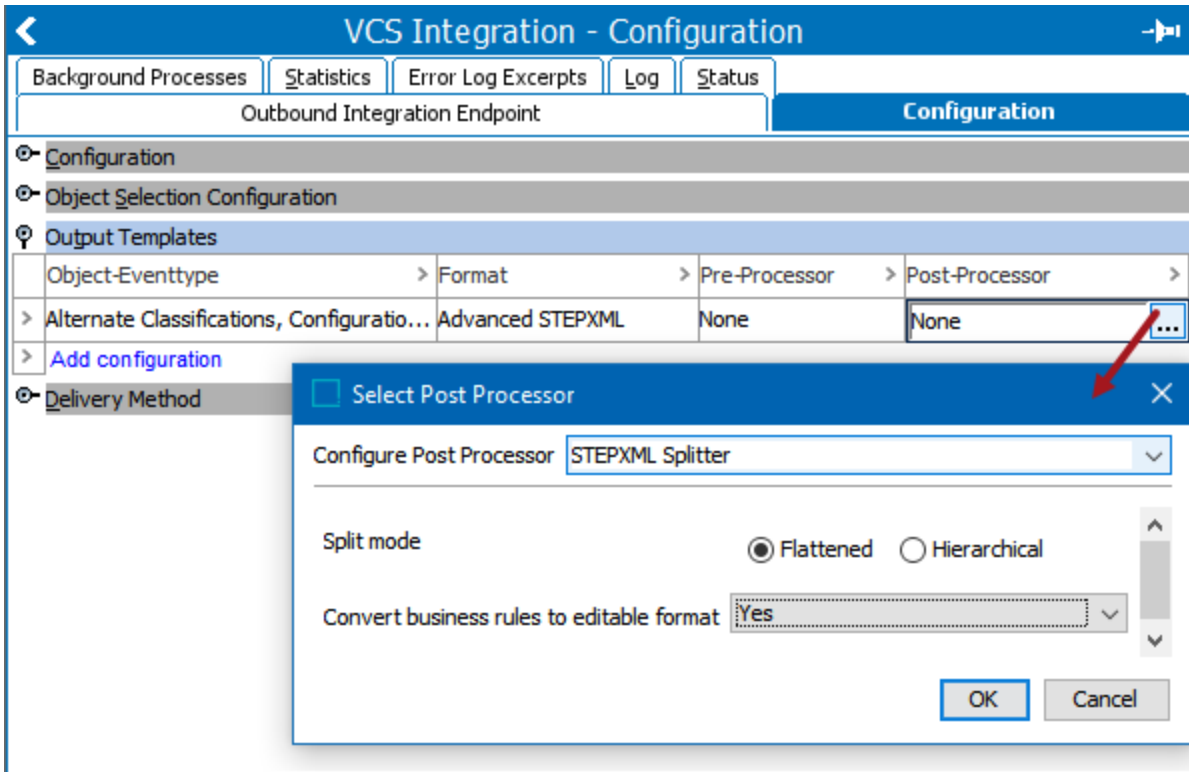 VCS Integration - Configuration
Background Processes Statistics Error Log Excerpts Log Status
Outbound Integration Endpoint Configuration
Configuration
Object Selection Configuration
Output Templates
Object-Eventtype > Format > Pre-Processor > Post-Processor >
> Alternate Classifications, Configuratio... Advanced STEPXML None None ...
> Add configuration
Delivery Method
Select Post Processor
Configure Post Processor STEPXML Splitter
Split mode Flattened Hierarchical
Convert business rules to editable format Yes
OK Cancel